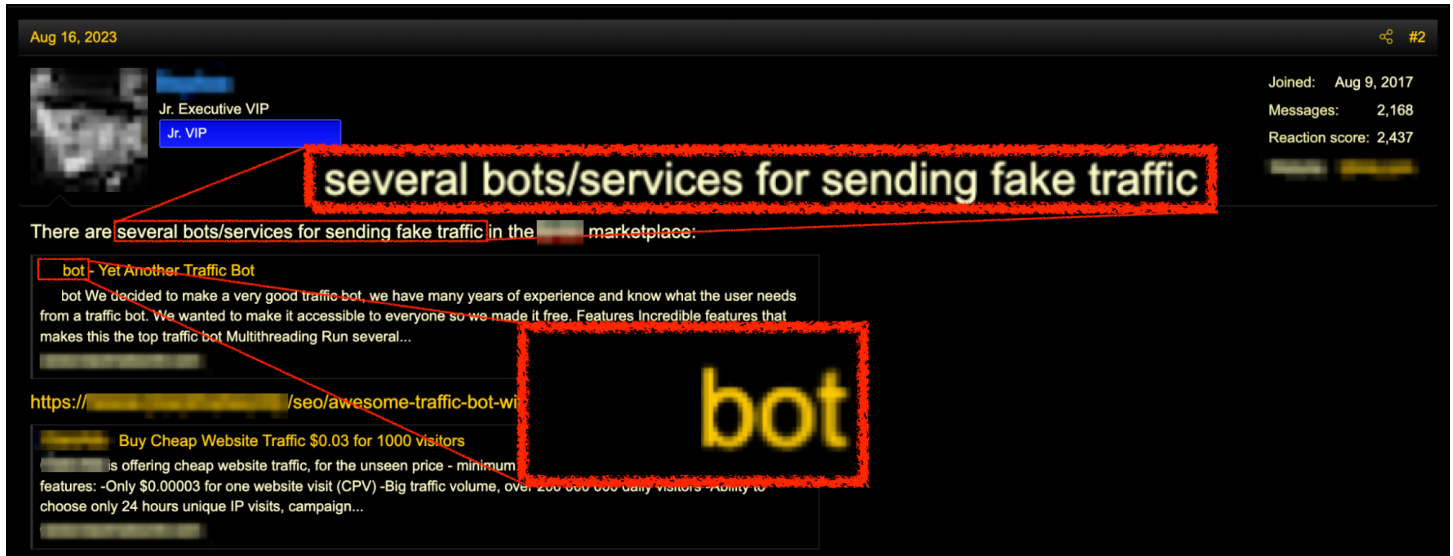 Aug 16, 2023
#2
Jr. Executive VIP
Jr. VIP
Joined: Aug 9, 2017
Messages: 2,168
Reaction score: 2,437
several bots/services for sending fake traffic
There are several bots/services for sending fake traffic in the marketplace:
bot - Yet Another Traffic Bot
bot We decided to make a very good traffic bot, we have many years of experience and know what the user needs
from a traffic bot. We wanted to make it accessible to everyone so we made it free. Features Incredible features that
makes this the top traffic bot Multithreading Run several...
bot
https:// /seo/awesome-traffic-bot-wi
Buy Cheap Website Traffic $0.03 for 1000 visitors
is offering cheap website traffic, for the unseen price - minimum
features: -Only $0.00003 for one website visit (CPV) -Big traffic volume, over 200 000 000 daily visitors -Ability to
choose only 24 hours unique IP visits, campaign...